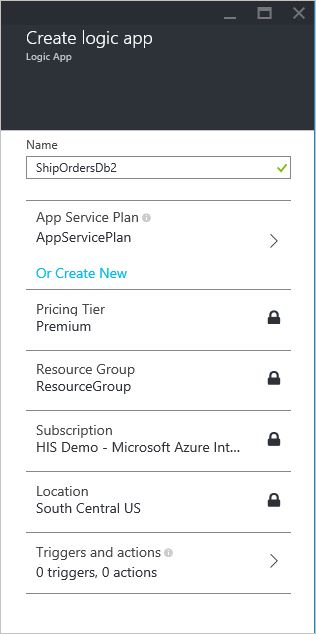 Create logic app
Logic App
Name
ShipOrdersDb2
App Service Plan
AppServicePlan
Or Create New
Pricing Tier
Premium
Resource Group
ResourceGroup
Subscription
HIS Demo - Microsoft Azure Int...
Location
South Central US
Triggers and actions
0 triggers, 0 actions